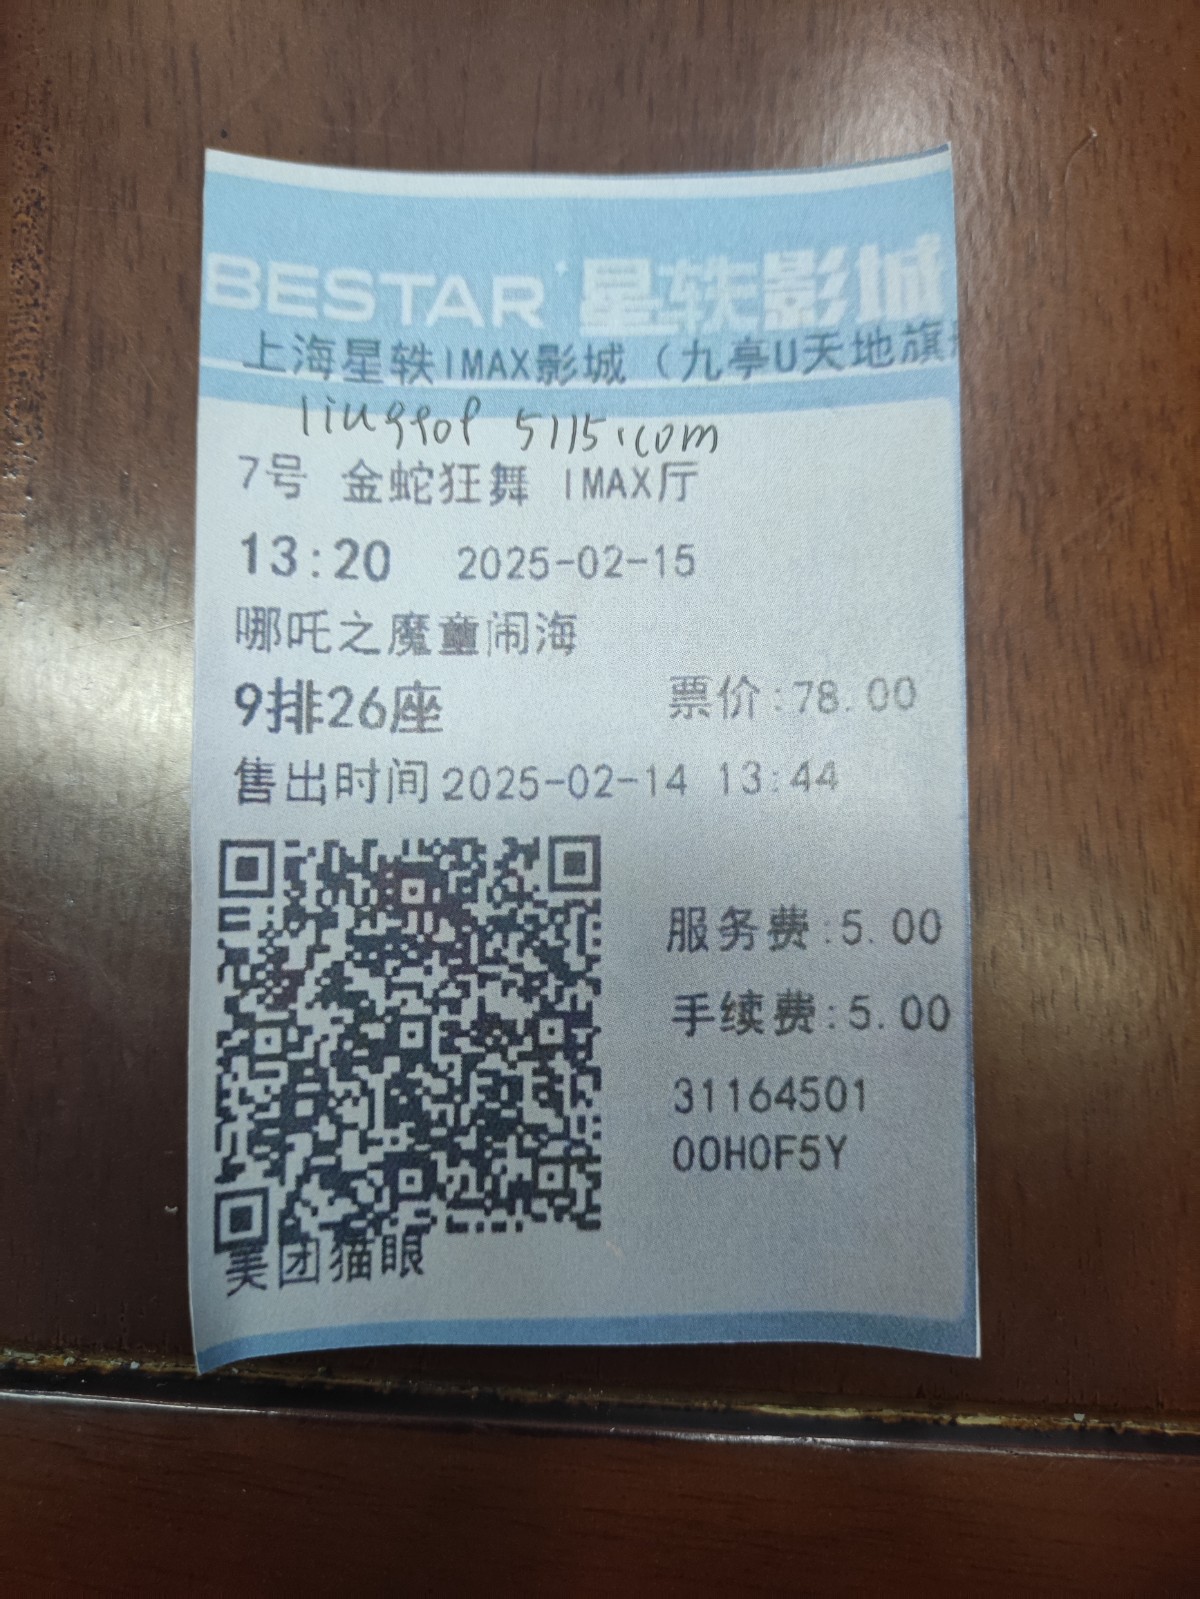 BESTAR 星轶影城
上海星轶IMAX影城（九亭U天地旗
5115.com
7号 金蛇狂舞 IMAX厅
13:20 2025-02-15
哪吒之魔童闹海
9排26座 票价:78.00
售出时间2025-02-14 13:44
服务费:5.00
手续费:5.00
31164501
00H0F5Y
美团猫眼